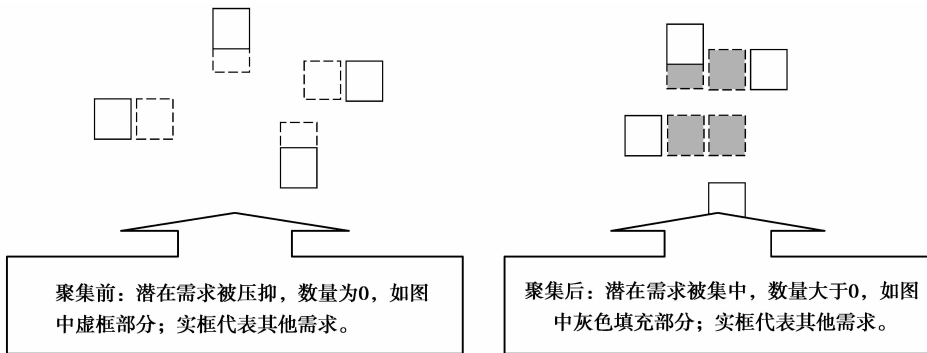 聚集前：潜在需求被压抑，数量为0，如图
中虚框部分；实框代表其他需求。
聚集后：潜在需求被集中，数量大于0，如图
中灰色填充部分；实框代表其他需求。